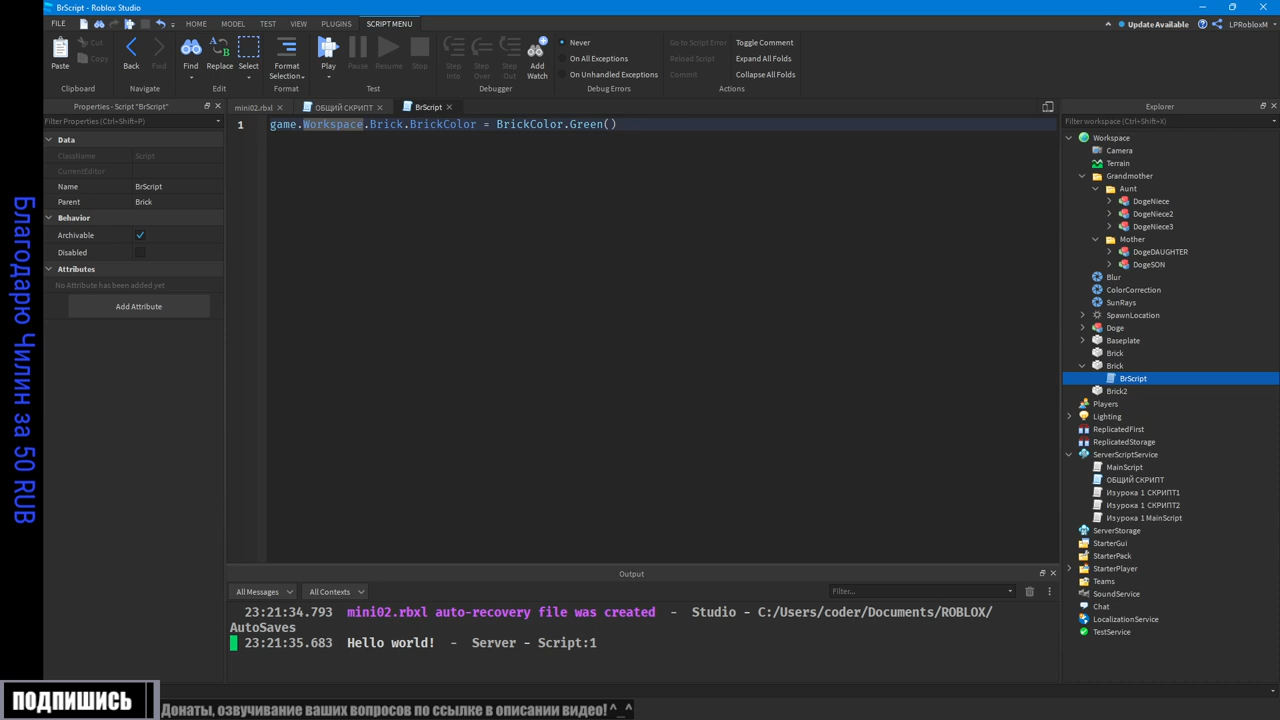 BrScript - Roblox Studio
FILE
HOME
MODEL
TEST
VIEW
PLUGINS
SCRIPT MENU
Update Available
LPRobloxM
Paste
Cut
Copy
Clipboard
Back
Fwd
Navigate
Find
Replace
Select
Edit
Format
Selection
Format
Play
Pause
Resume
Stop
Test
Step
Into
Step
Over
Step
Out
Add
Watch
Debugger
Never
On All Exceptions
On Unhandled Exceptions
Debug Errors
Go to Script Error
Reload Script
Commit
Toggle Comment
Expand All Folds
Collapse All Folds
Actions
Properties - Script "BrScript"
Filter Properties (Ctrl+Shift+P)
Data
ClassName
Script
CurrentEditor
Name
BrScript
Parent
Brick
Behavior
Archivable
Disabled
Attributes
No Attribute has been added yet
Add Attribute
mini02.rbxl
ОБЩИЙ СКРИПТ
BrScript
1
game.Workspace.Brick.BrickColor = BrickColor.Green()
Output
All Messages
All Contexts
Filter...
23:21:34.793 mini02.rbxl auto-recovery file was created - Studio - C:/Users/coder/Documents/ROBLOX/
AutoSaves
23:21:35.683 Hello world! - Server - Script:1
Explorer
Filter workspace (Ctrl+Shift+X)
Workspace
Camera
Terrain
Grandmother
Aunt
DogeNiece
DogeNiece2
DogeNiece3
Mother
DogeDAUGHTER
DogeSON
Blur
ColorCorrection
SunRays
SpawnLocation
Doge
Baseplate
Brick
Brick
BrScript
Brick2
Players
Lighting
ReplicatedFirst
ReplicatedStorage
ServerScriptService
MainScript
ОБЩИЙ СКРИПТ
Из урока 1 СКРИПТ1
Из урока 1 СКРИПТ2
Из урока 1 MainScript
ServerStorage
StarterGui
StarterPack
StarterPlayer
Teams
SoundService
Chat
LocalizationService
TestService
Благодарю Чилин за 50 RUB
подпишись
Донаты, озвучивание ваших вопросов по ссылке в описании видео! ^_^